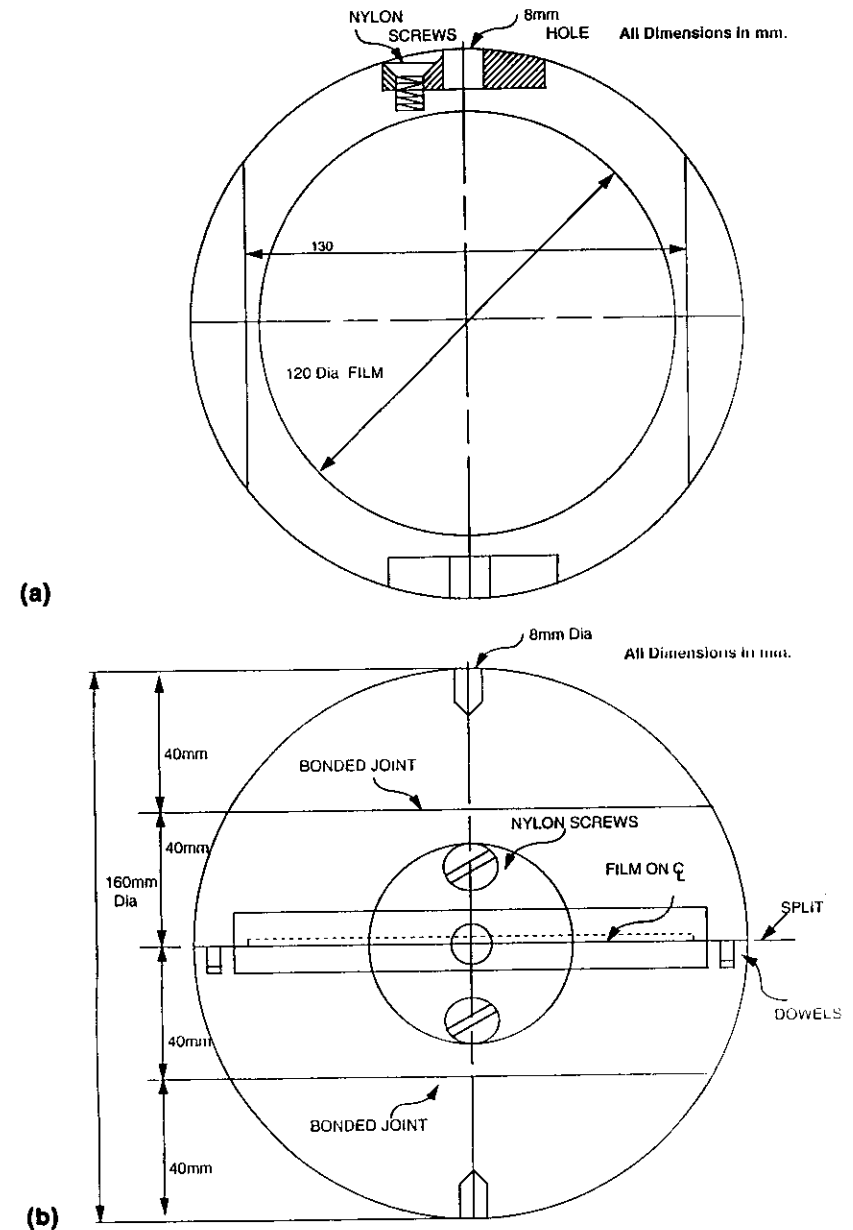 NYLON
SCREWS
8mm
HOLE
All Dimensions in mm.
130
120 Dia FILM
(a)
8mm Dia
All Dimensions in mm.
40mm
BONDED JOINT
40mm
NYLON SCREWS
160mm
Dia
FILM ON ℄
SPLIT
DOWELS
40mm
BONDED JOINT
40mm
(b)